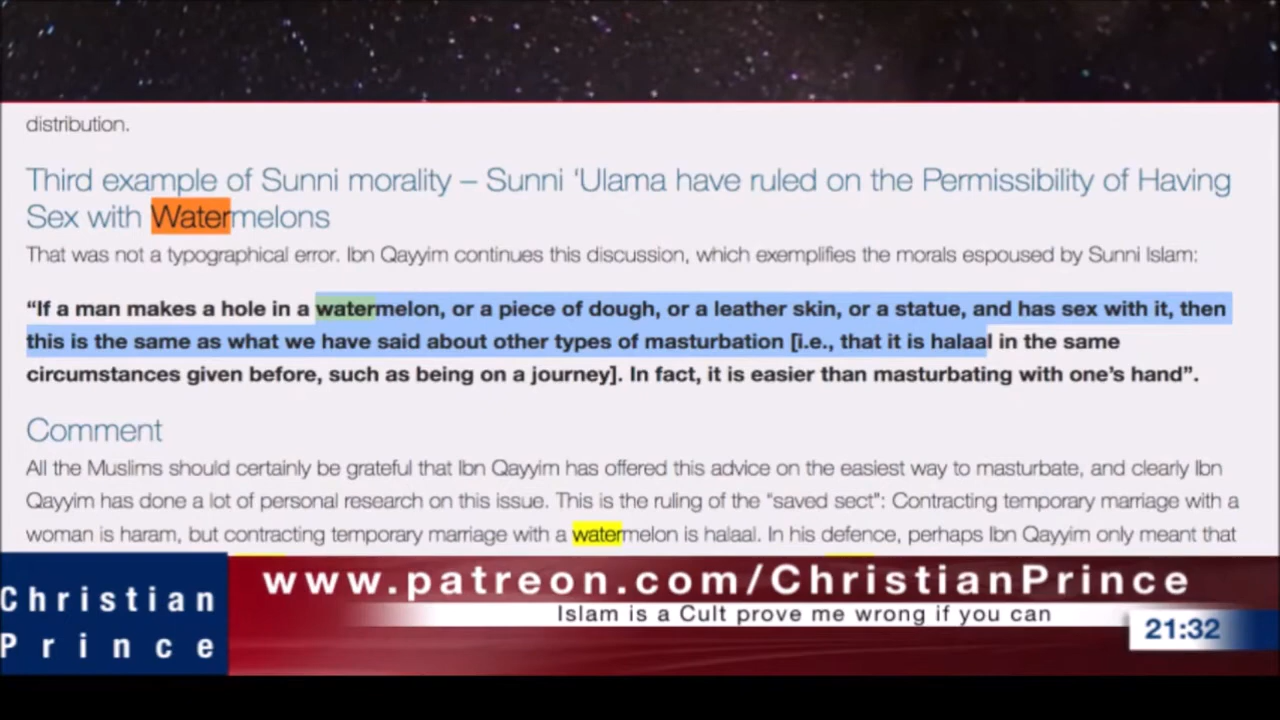 distribution.
Third example of Sunni morality – Sunni ‘Ulama have ruled on the Permissibility of Having
Sex with Watermelons
That was not a typographical error. Ibn Qayyim continues this discussion, which exemplifies the morals espoused by Sunni Islam:
“If a man makes a hole in a watermelon, or a piece of dough, or a leather skin, or a statue, and has sex with it, then
this is the same as what we have said about other types of masturbation [i.e., that it is halaal in the same
circumstances given before, such as being on a journey]. In fact, it is easier than masturbating with one’s hand”.
Comment
All the Muslims should certainly be grateful that Ibn Qayyim has offered this advice on the easiest way to masturbate, and clearly Ibn
Qayyim has done a lot of personal research on this issue. This is the ruling of the “saved sect”: Contracting temporary marriage with a
woman is haram, but contracting temporary marriage with a watermelon is halaal. In his defence, perhaps Ibn Qayyim only meant that
www.patreon.com/ChristianPrince
Islam is a Cult prove me wrong if you can
Christian
Prince
21:32